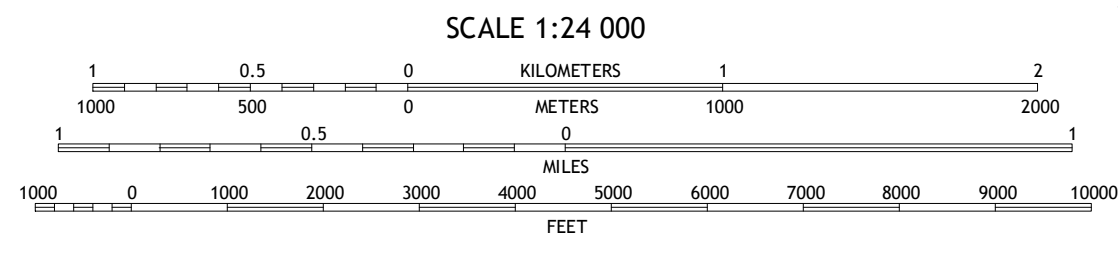 SCALE 1:24 000
1 0.5 0 KILOMETERS 1 2
1000 500 0 METERS 1000 2000
1 0.5 0 1
MILES
1000 0 1000 2000 3000 4000 5000 6000 7000 8000 9000 10000
FEET